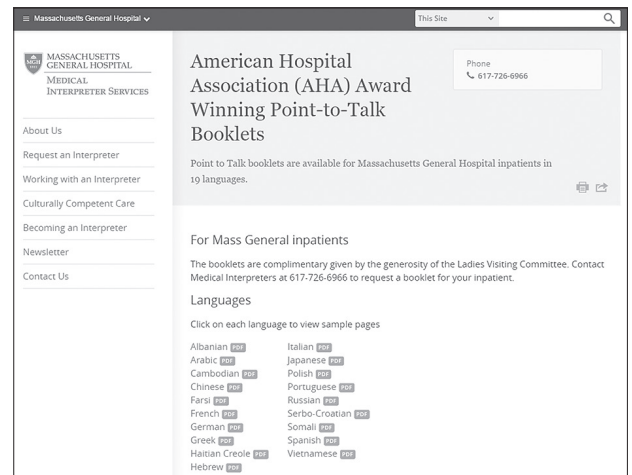 Massachusetts General Hospital
This Site
MGH
1811
MASSACHUSETTS
GENERAL HOSPITAL
MEDICAL
INTERPRETER SERVICES
About Us
Request an Interpreter
Working with an Interpreter
Culturally Competent Care
Becoming an Interpreter
Newsletter
Contact Us
American Hospital
Association (AHA) Award
Winning Point-to-Talk
Booklets
Phone
617-726-6966
Point to Talk booklets are available for Massachusetts General Hospital inpatients in
19 languages.
For Mass General inpatients
The booklets are complimentary given by the generosity of the Ladies Visiting Committee. Contact
Medical Interpreters at 617-726-6966 to request a booklet for your inpatient.
Languages
Click on each language to view sample pages
Albanian PDF
Arabic PDF
Cambodian PDF
Chinese PDF
Farsi PDF
French PDF
German PDF
Greek PDF
Haitian Creole PDF
Hebrew PDF
Italian PDF
Japanese PDF
Polish PDF
Portuguese PDF
Russian PDF
Serbo-Croatian PDF
Somali PDF
Spanish PDF
Vietnamese PDF